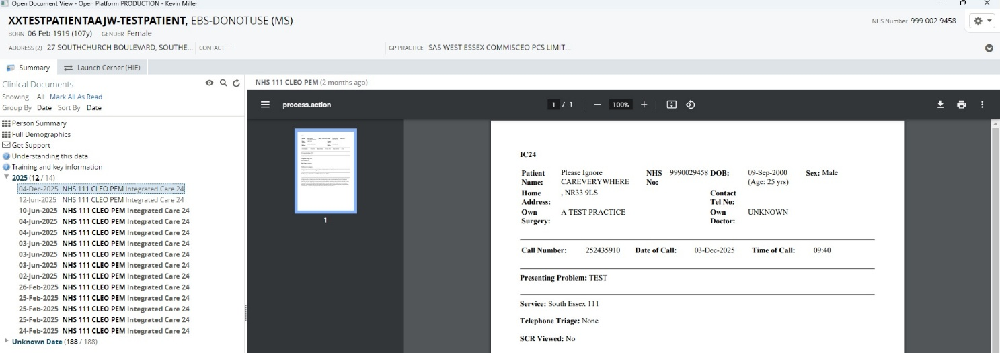 Open Document View - Open Platform PRODUCTION - Kevin Miller
XXTESTPATIENTAAJW-TESTPATIENT, EBS-DONOTUSE (MS)
NHS Number 999 002 9458
BORN 06-Feb-1919 (107y) GENDER Female
ADDRESS (2) 27 SOUTHCHURCH BOULEVARD, SOUTHE... CONTACT – GP PRACTICE SAS WEST ESSEX COMMISCEO PCS LIMIT...
Summary Launch Cerner (HIE)
Clinical Documents
Showing All Mark All As Read
Group By Date Sort By Date
Person Summary
Full Demographics
Get Support
Understanding this data
Training and key information
2025 (12 / 14)
04-Dec-2025 NHS 111 CLEO PEM Integrated Care 24
12-Jun-2025 NHS 111 CLEO PEM Integrated Care 24
10-Jun-2025 NHS 111 CLEO PEM Integrated Care 24
04-Jun-2025 NHS 111 CLEO PEM Integrated Care 24
04-Jun-2025 NHS 111 CLEO PEM Integrated Care 24
03-Jun-2025 NHS 111 CLEO PEM Integrated Care 24
03-Jun-2025 NHS 111 CLEO PEM Integrated Care 24
03-Jun-2025 NHS 111 CLEO PEM Integrated Care 24
02-Jun-2025 NHS 111 CLEO PEM Integrated Care 24
26-Feb-2025 NHS 111 CLEO PEM Integrated Care 24
25-Feb-2025 NHS 111 CLEO PEM Integrated Care 24
25-Feb-2025 NHS 111 CLEO PEM Integrated Care 24
25-Feb-2025 NHS 111 CLEO PEM Integrated Care 24
24-Feb-2025 NHS 111 CLEO PEM Integrated Care 24
Unknown Date (188 / 188)
NHS 111 CLEO PEM (2 months ago)
process.action 1 / 1 100%
1
IC24
Patient Please Ignore NHS 9990029458 DOB: 09-Sep-2000 Sex: Male
Name: CAREVERYWHERE No: (Age: 25 yrs)
Home , NR33 9LS Contact
Address: Tel No:
Own A TEST PRACTICE Own UNKNOWN
Surgery: Doctor:
Call Number: 252435910 Date of Call: 03-Dec-2025 Time of Call: 09:40
Presenting Problem: TEST
Service: South Essex 111
Telephone Triage: None
SCR Viewed: No